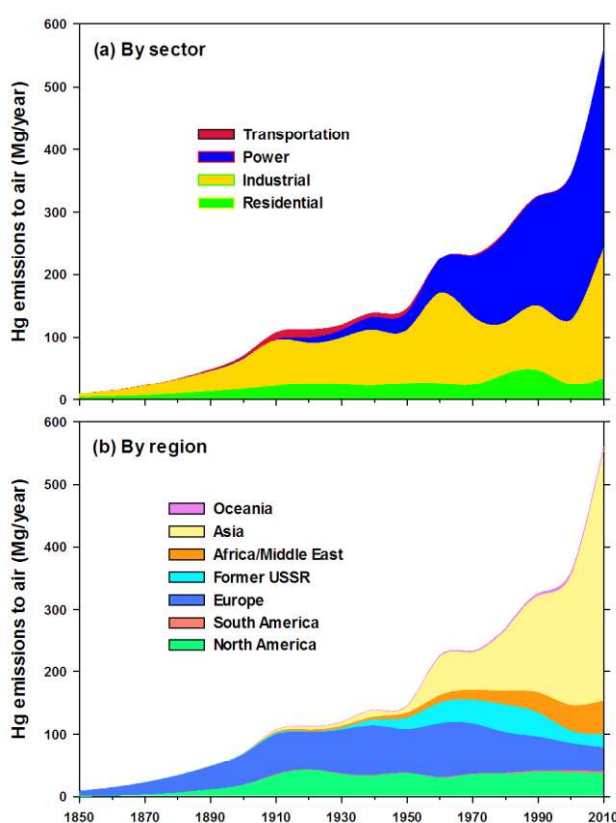 600
(a) By sector
500
Transportation
400
Power
Industrial
300
Residential
200
100
0
Hg emissions to air (Mg/year)
600
(b) By region
500
Oceania
Asia
400
Africa/Middle East
Former USSR
300
Europe
South America
200
North America
100
0
Hg emissions to air (Mg/year)
1850 1870 1890 1910 1930 1950 1970 1990 2010